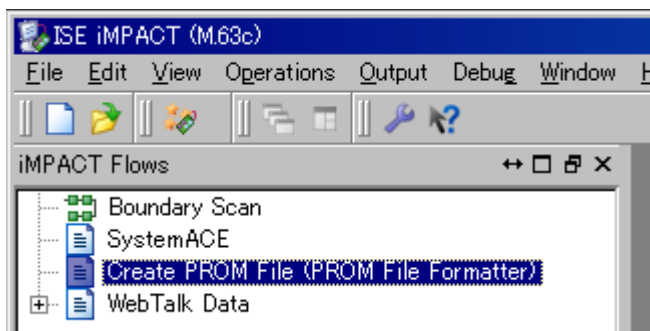 ISE iMPACT (M.63c)
File Edit View Operations Output Debug Window H
iMPACT Flows
Boundary Scan
SystemACE
Create PROM File (PROM File Formatter)
WebTalk Data